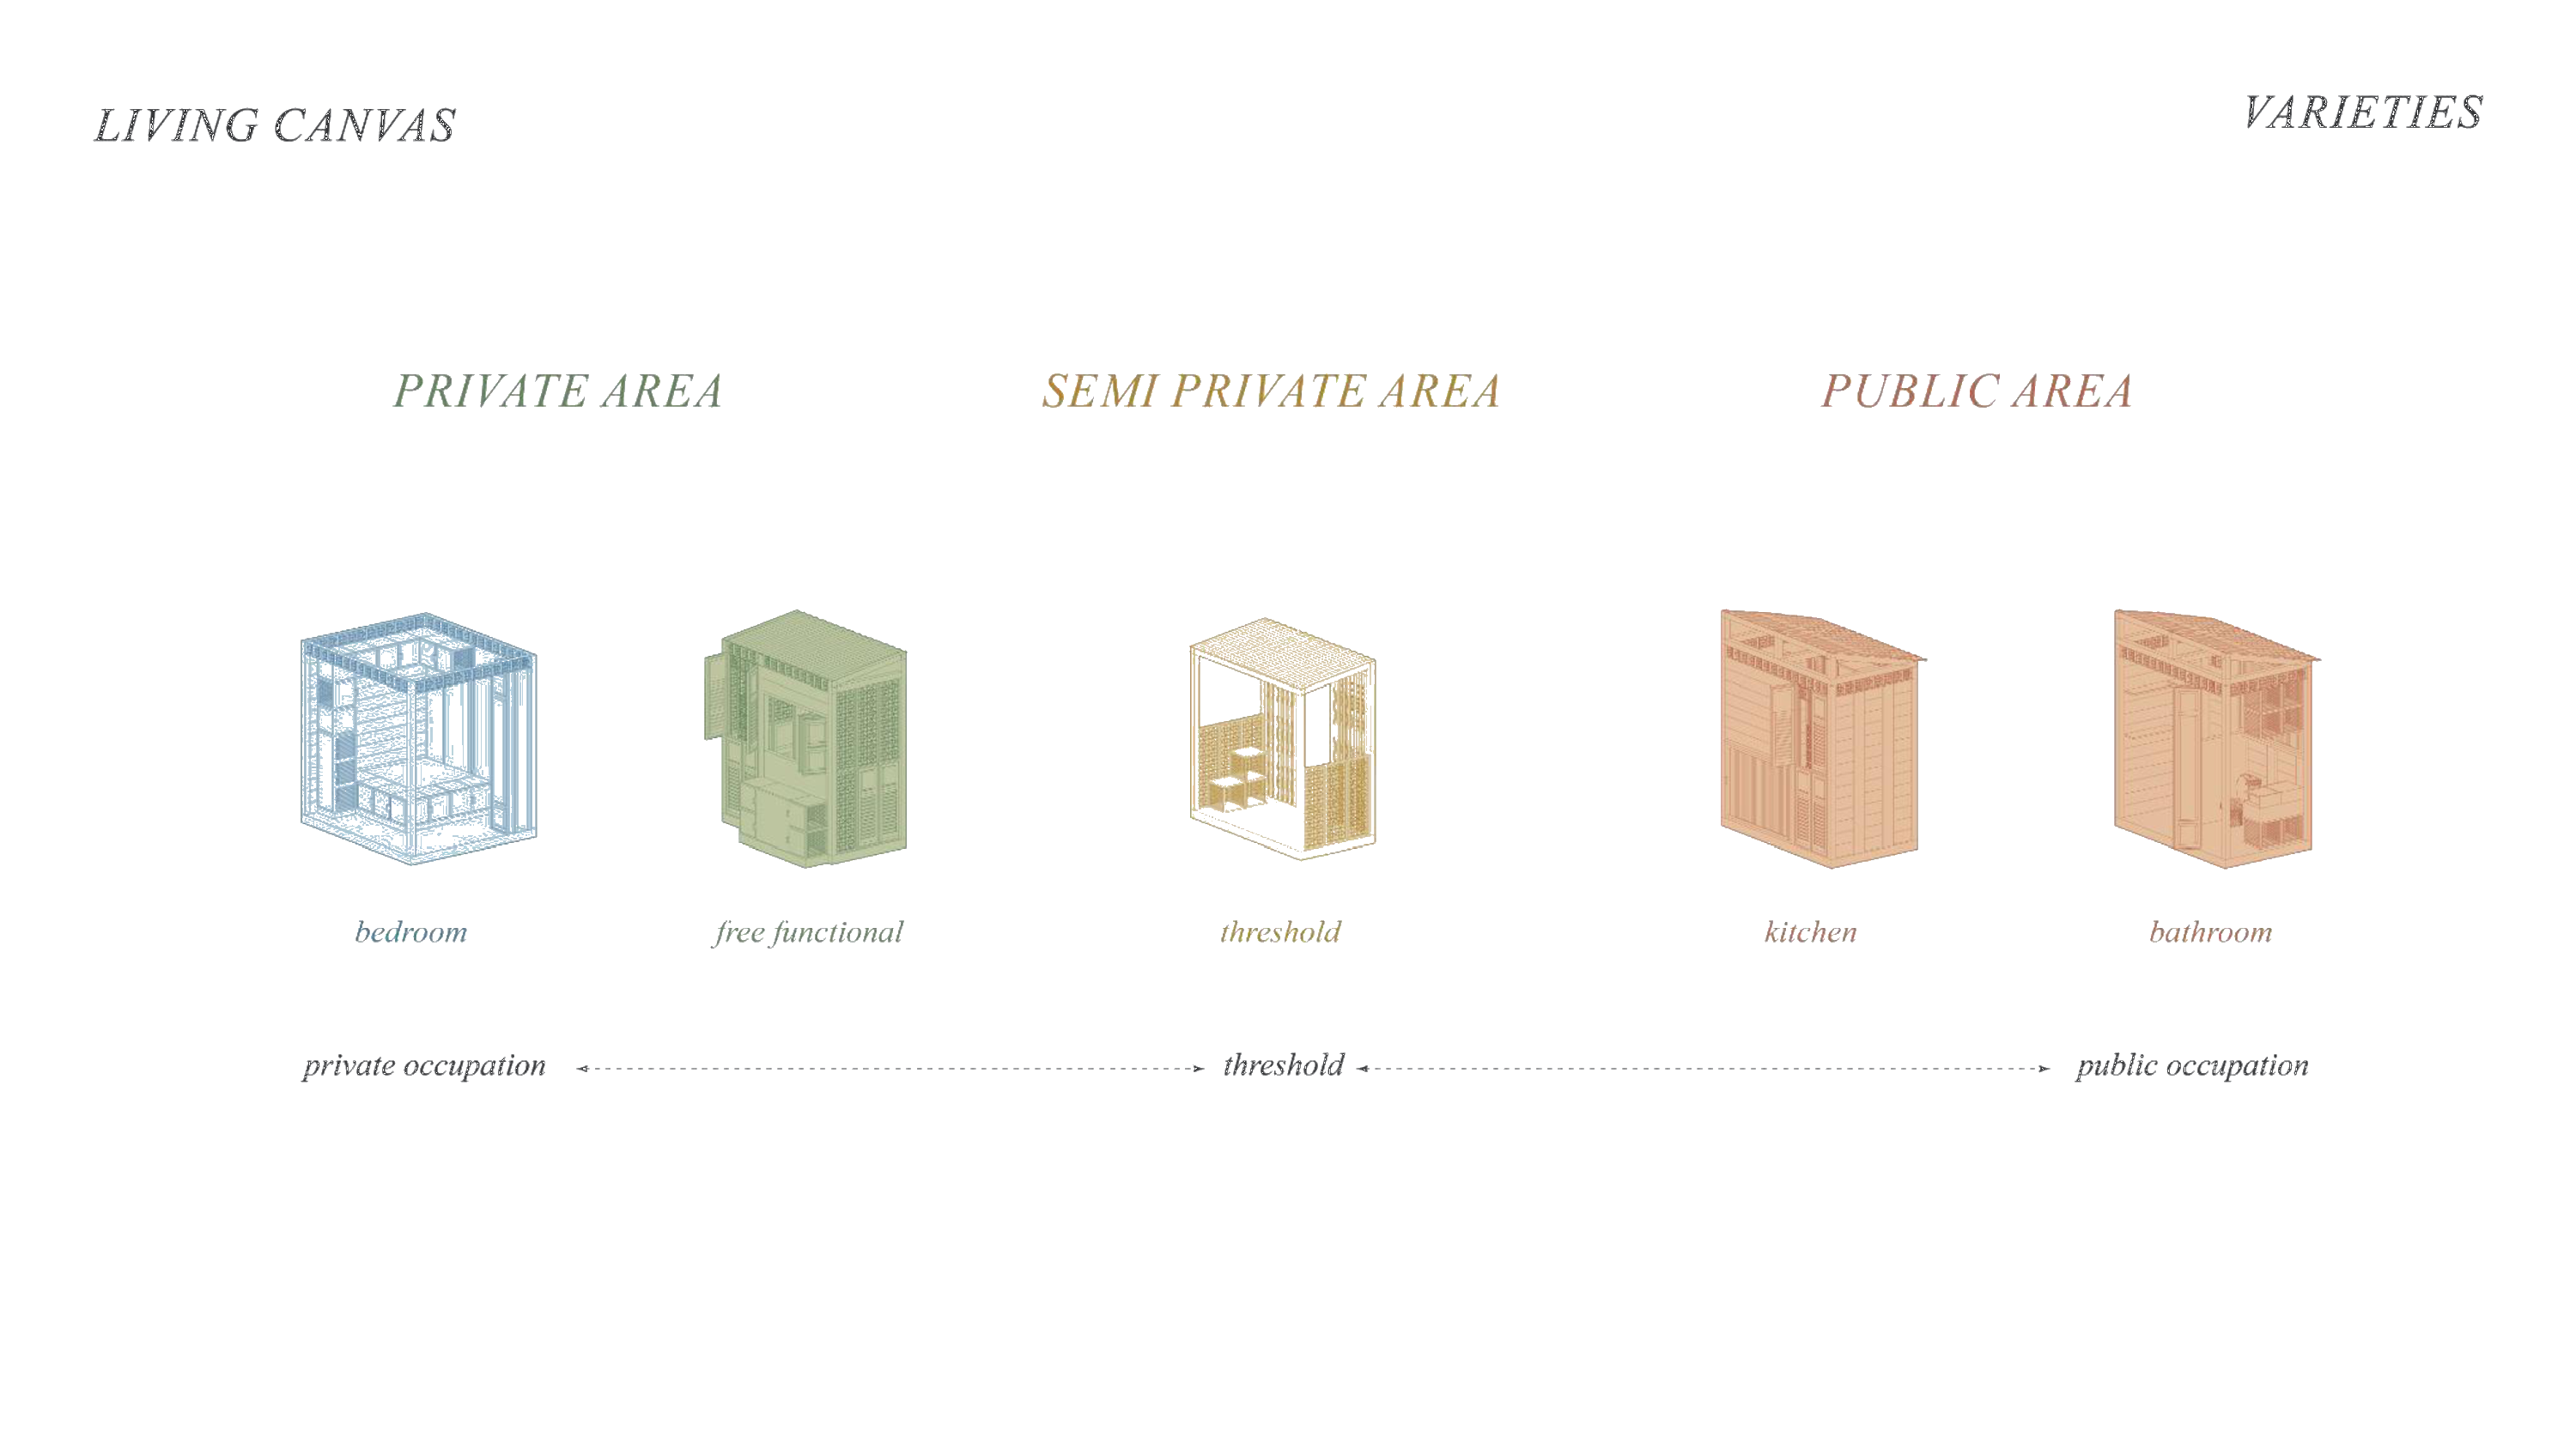 LIVING CANVAS
VARIETIES
PRIVATE AREA
SEMI PRIVATE AREA
PUBLIC AREA
bedroom
free functional
threshold
kitchen
bathroom
private occupation
threshold
public occupation